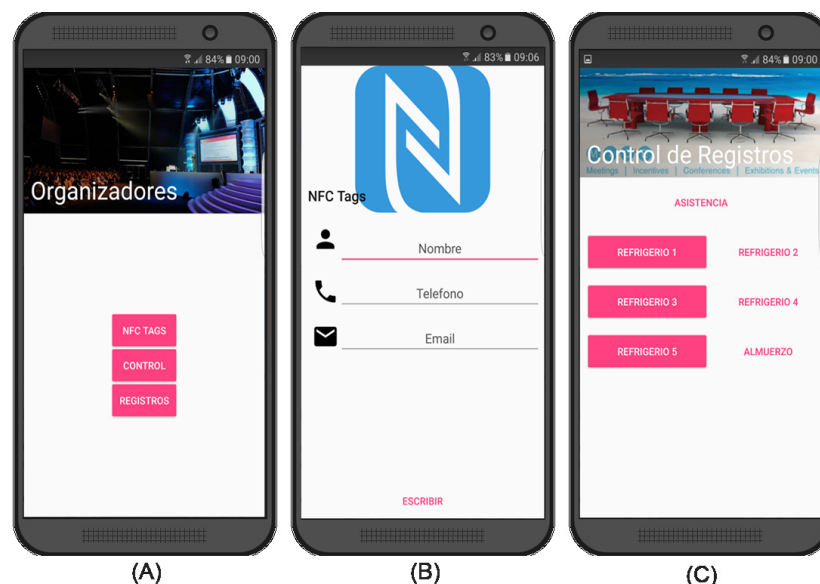 84% 09:00
Organizadores
NFC TAGS
CONTROL
REGISTROS
(A)
83% 09:06
NFC Tags
Nombre
Telefono
Email
ESCRIBIR
(B)
84% 09:00
Control de Registros
Meetings | Incentives | Conferences | Exhibitions & Events
ASISTENCIA
REFRIGERIO 1 REFRIGERIO 2
REFRIGERIO 3 REFRIGERIO 4
REFRIGERIO 5 ALMUERZO
(C)